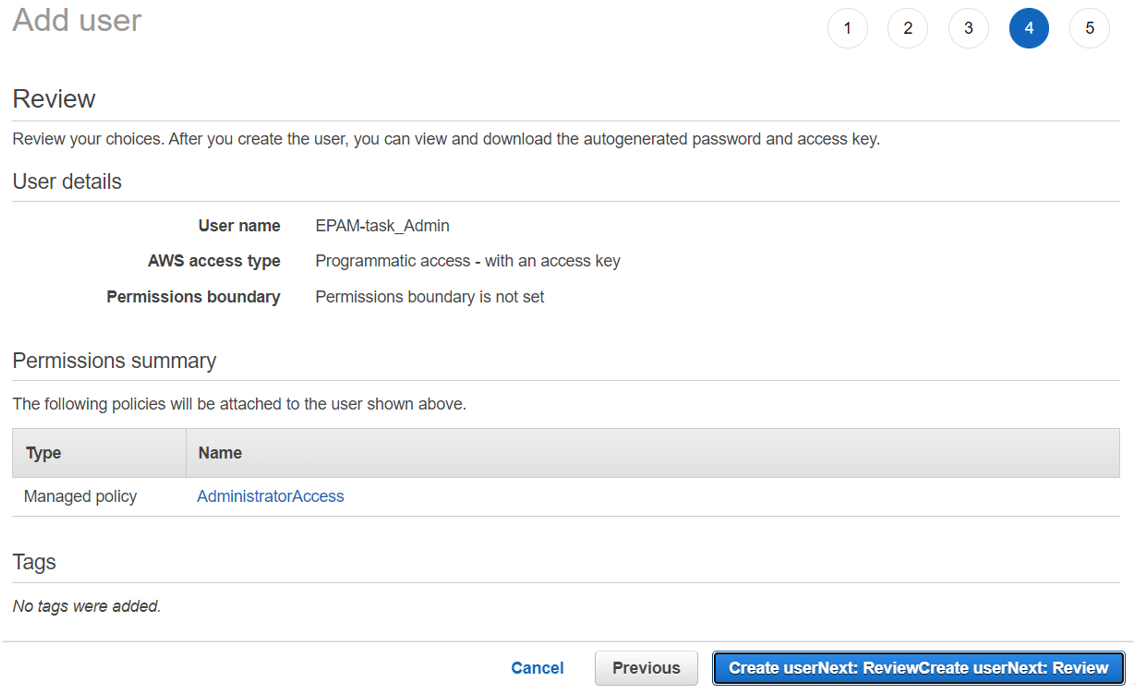 Add user
1 2 3 4 5
Review
Review your choices. After you create the user, you can view and download the autogenerated password and access key.
User details
User name EPAM-task_Admin
AWS access type Programmatic access - with an access key
Permissions boundary Permissions boundary is not set
Permissions summary
The following policies will be attached to the user shown above.
Type Name
Managed policy AdministratorAccess
Tags
No tags were added.
Cancel Previous Create userNext: ReviewCreate userNext: Review